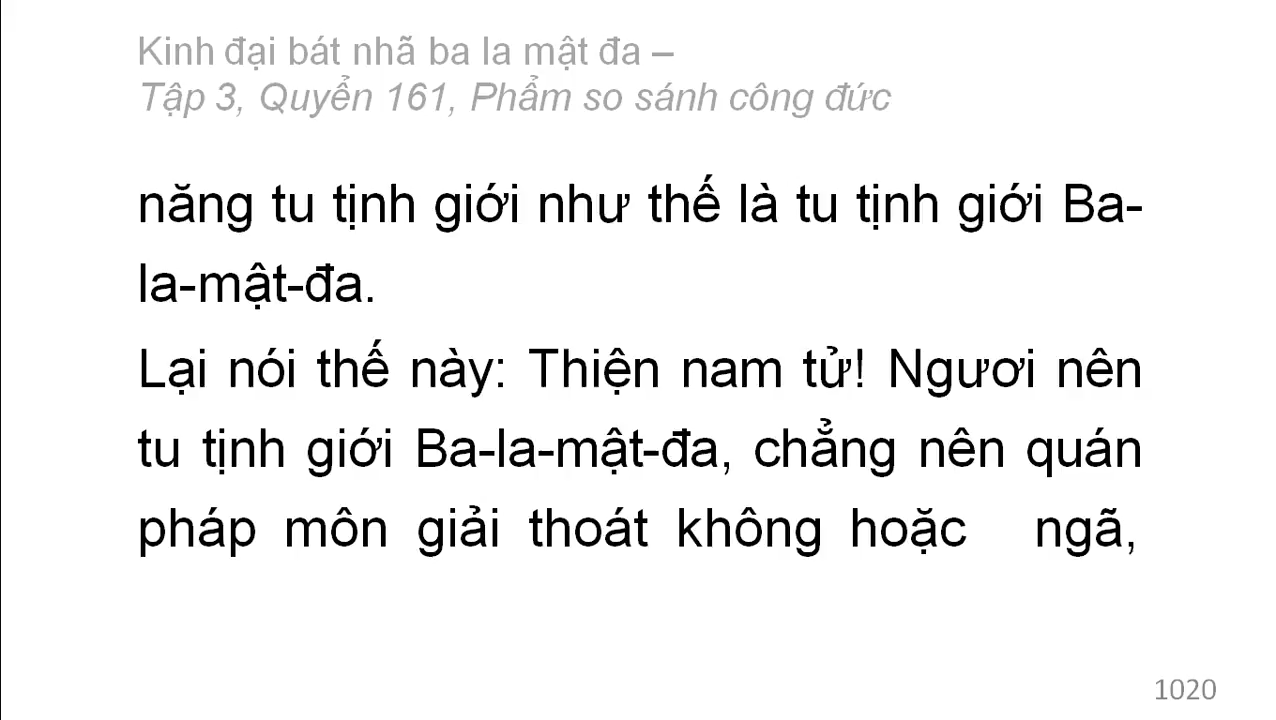 Kinh đại bát nhã ba la mật đa –
Tập 3, Quyển 161, Phẩm so sánh công đức
năng tu tịnh giới như thế là tu tịnh giới Ba-
la-mật-đa.
Lại nói thế này: Thiện nam tử! Ngươi nên
tu tịnh giới Ba-la-mật-đa, chẳng nên quán
pháp môn giải thoát không hoặc ngã,
1020